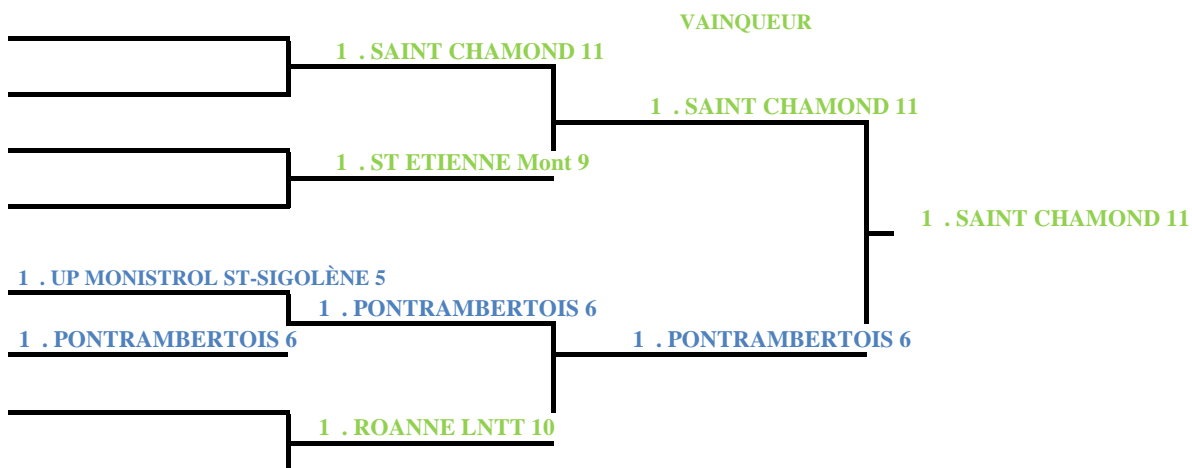 VAINQUEUR
1 . SAINT CHAMOND 11
1 . SAINT CHAMOND 11
1 . ST ETIENNE Mont 9
1 . SAINT CHAMOND 11
1 . UP MONISTROL ST-SIGOLÈNE 5
1 . PONTRAMBERTOIS 6
1 . PONTRAMBERTOIS 6
1 . PONTRAMBERTOIS 6
1 . ROANNE LNTT 10